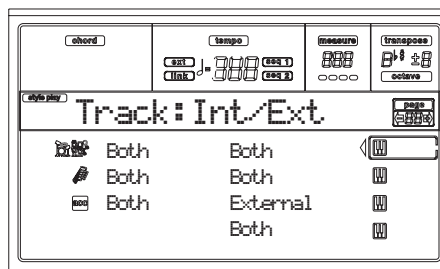 chord tempo measure transpose
ext seq 1
link seq 2
octave
style play Track:Int/Ext page
Both Both
Both Both
acc Both External
Both